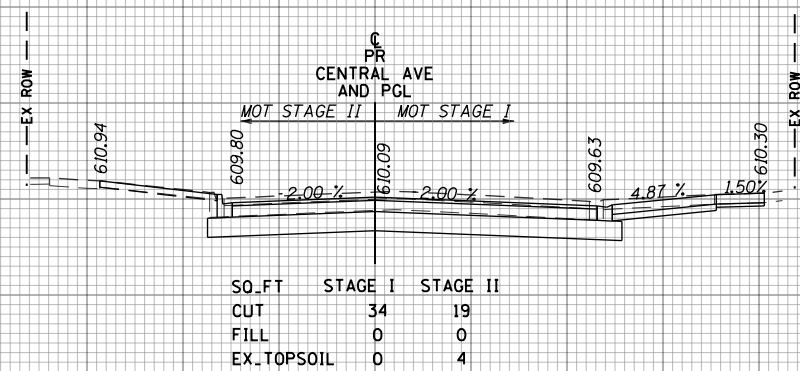 ℄
PR
CENTRAL AVE
AND PGL
MOT STAGE II MOT STAGE I
EX ROW
EX ROW
610.94
609.80
610.09
609.63
610.30
-2.00 % -2.00 % 4.87 % 1.50%
SQ_FT STAGE I STAGE II
CUT 34 19
FILL 0 0
EX_TOPSOIL 0 4